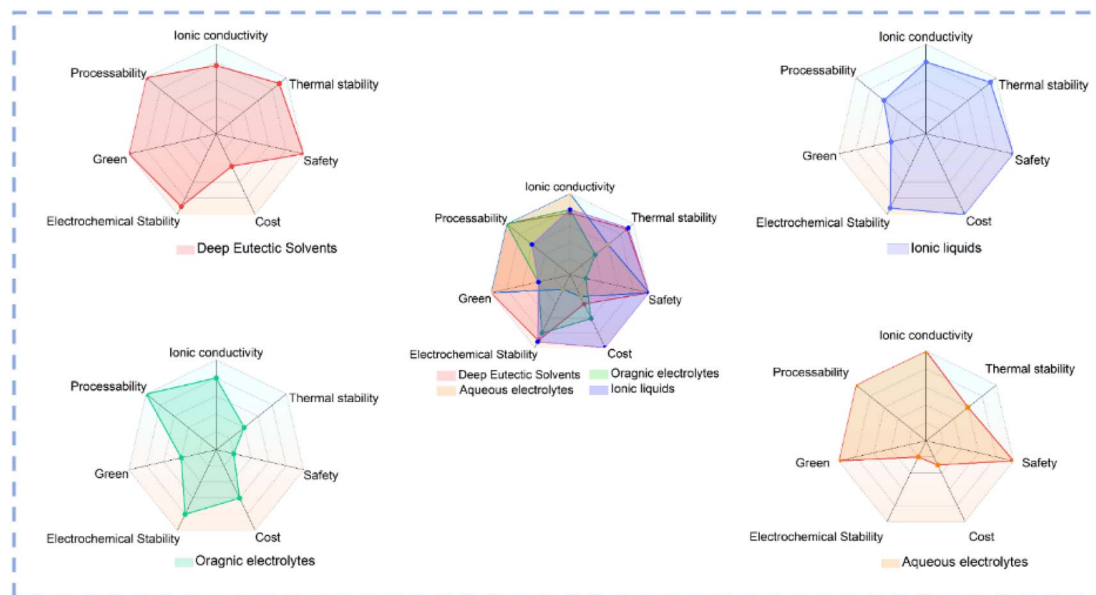 Ionic conductivity
Processability
Thermal stability
Green
Safety
Electrochemical Stability
Cost
Deep Eutectic Solvents
Ionic conductivity
Processability
Thermal stability
Green
Safety
Electrochemical Stability
Cost
Ionic liquids
Ionic conductivity
Processability
Thermal stability
Green
Safety
Electrochemical Stability
Cost
Deep Eutectic Solvents
Oragnic electrolytes
Aqueous electrolytes
Ionic liquids
Ionic conductivity
Processability
Thermal stability
Green
Safety
Electrochemical Stability
Cost
Oragnic electrolytes
Ionic conductivity
Processability
Thermal stability
Green
Safety
Electrochemical Stability
Cost
Aqueous electrolytes